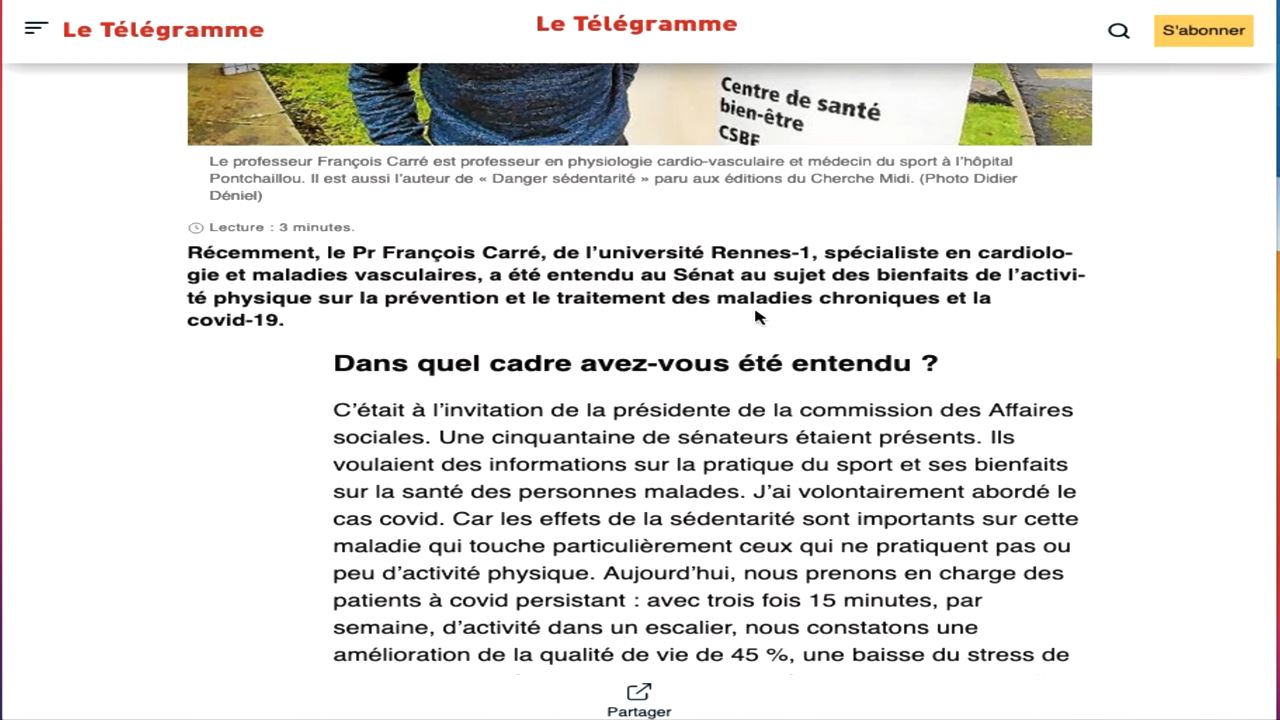 Le Télégramme
Le Télégramme
S'abonner
Centre de santé
bien-être
CSBE
Le professeur François Carré est professeur en physiologie cardio-vasculaire et médecin du sport à l'hôpital
Pontchaillou. Il est aussi l'auteur de « Danger sédentarité » paru aux éditions du Cherche Midi. (Photo Didier
Déniel)
Lecture : 3 minutes.
Récemment, le Pr François Carré, de l'université Rennes-1, spécialiste en cardiolo-
gie et maladies vasculaires, a été entendu au Sénat au sujet des bienfaits de l'activi-
té physique sur la prévention et le traitement des maladies chroniques et la
covid-19.
Dans quel cadre avez-vous été entendu ?
C'était à l'invitation de la présidente de la commission des Affaires
sociales. Une cinquantaine de sénateurs étaient présents. Ils
voulaient des informations sur la pratique du sport et ses bienfaits
sur la santé des personnes malades. J'ai volontairement abordé le
cas covid. Car les effets de la sédentarité sont importants sur cette
maladie qui touche particulièrement ceux qui ne pratiquent pas ou
peu d'activité physique. Aujourd'hui, nous prenons en charge des
patients à covid persistant : avec trois fois 15 minutes, par
semaine, d'activité dans un escalier, nous constatons une
amélioration de la qualité de vie de 45 %, une baisse du stress de
Partager